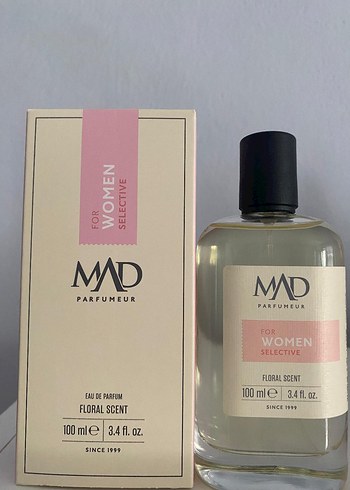 FOR
WOMEN
SELECTIVE
MAD
PARFUMEUR
EAU DE PARFUM
FLORAL SCENT
100 ml ℮ 3.4 fl. oz.
SINCE 1999
MAD
PARFUMEUR
FOR
WOMEN
SELECTIVE
FLORAL SCENT
100 ml ℮ 3.4 fl. oz.
SINCE 1999